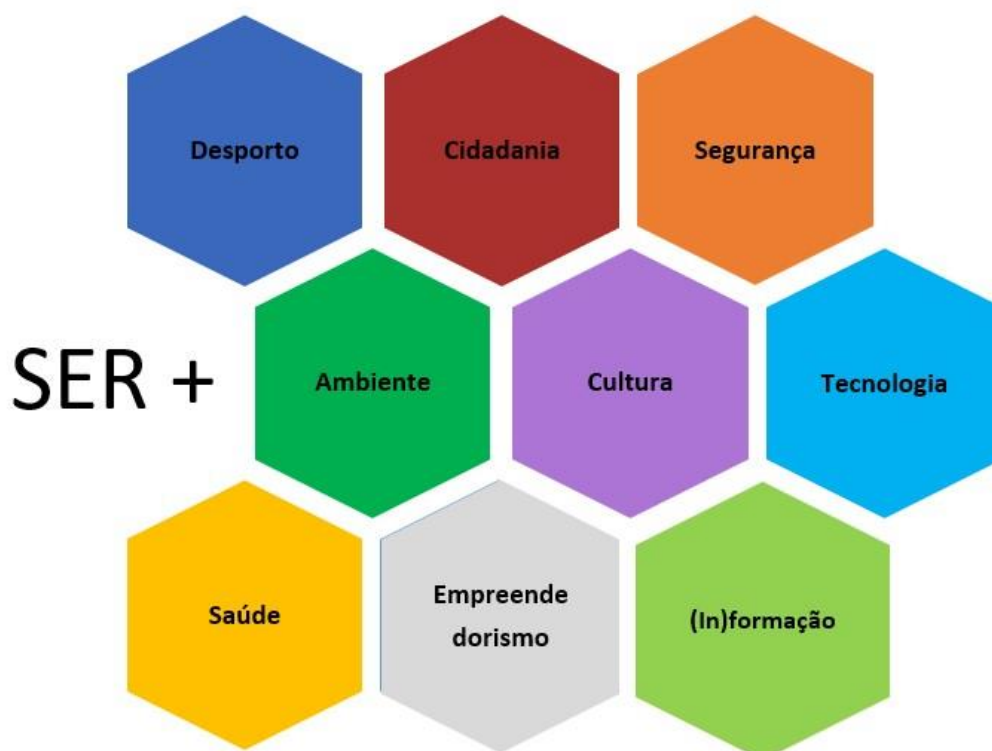 Desporto
Cidadania
Segurança
SER +
Ambiente
Cultura
Tecnologia
Saúde
Empreende
dorismo
(In)formação